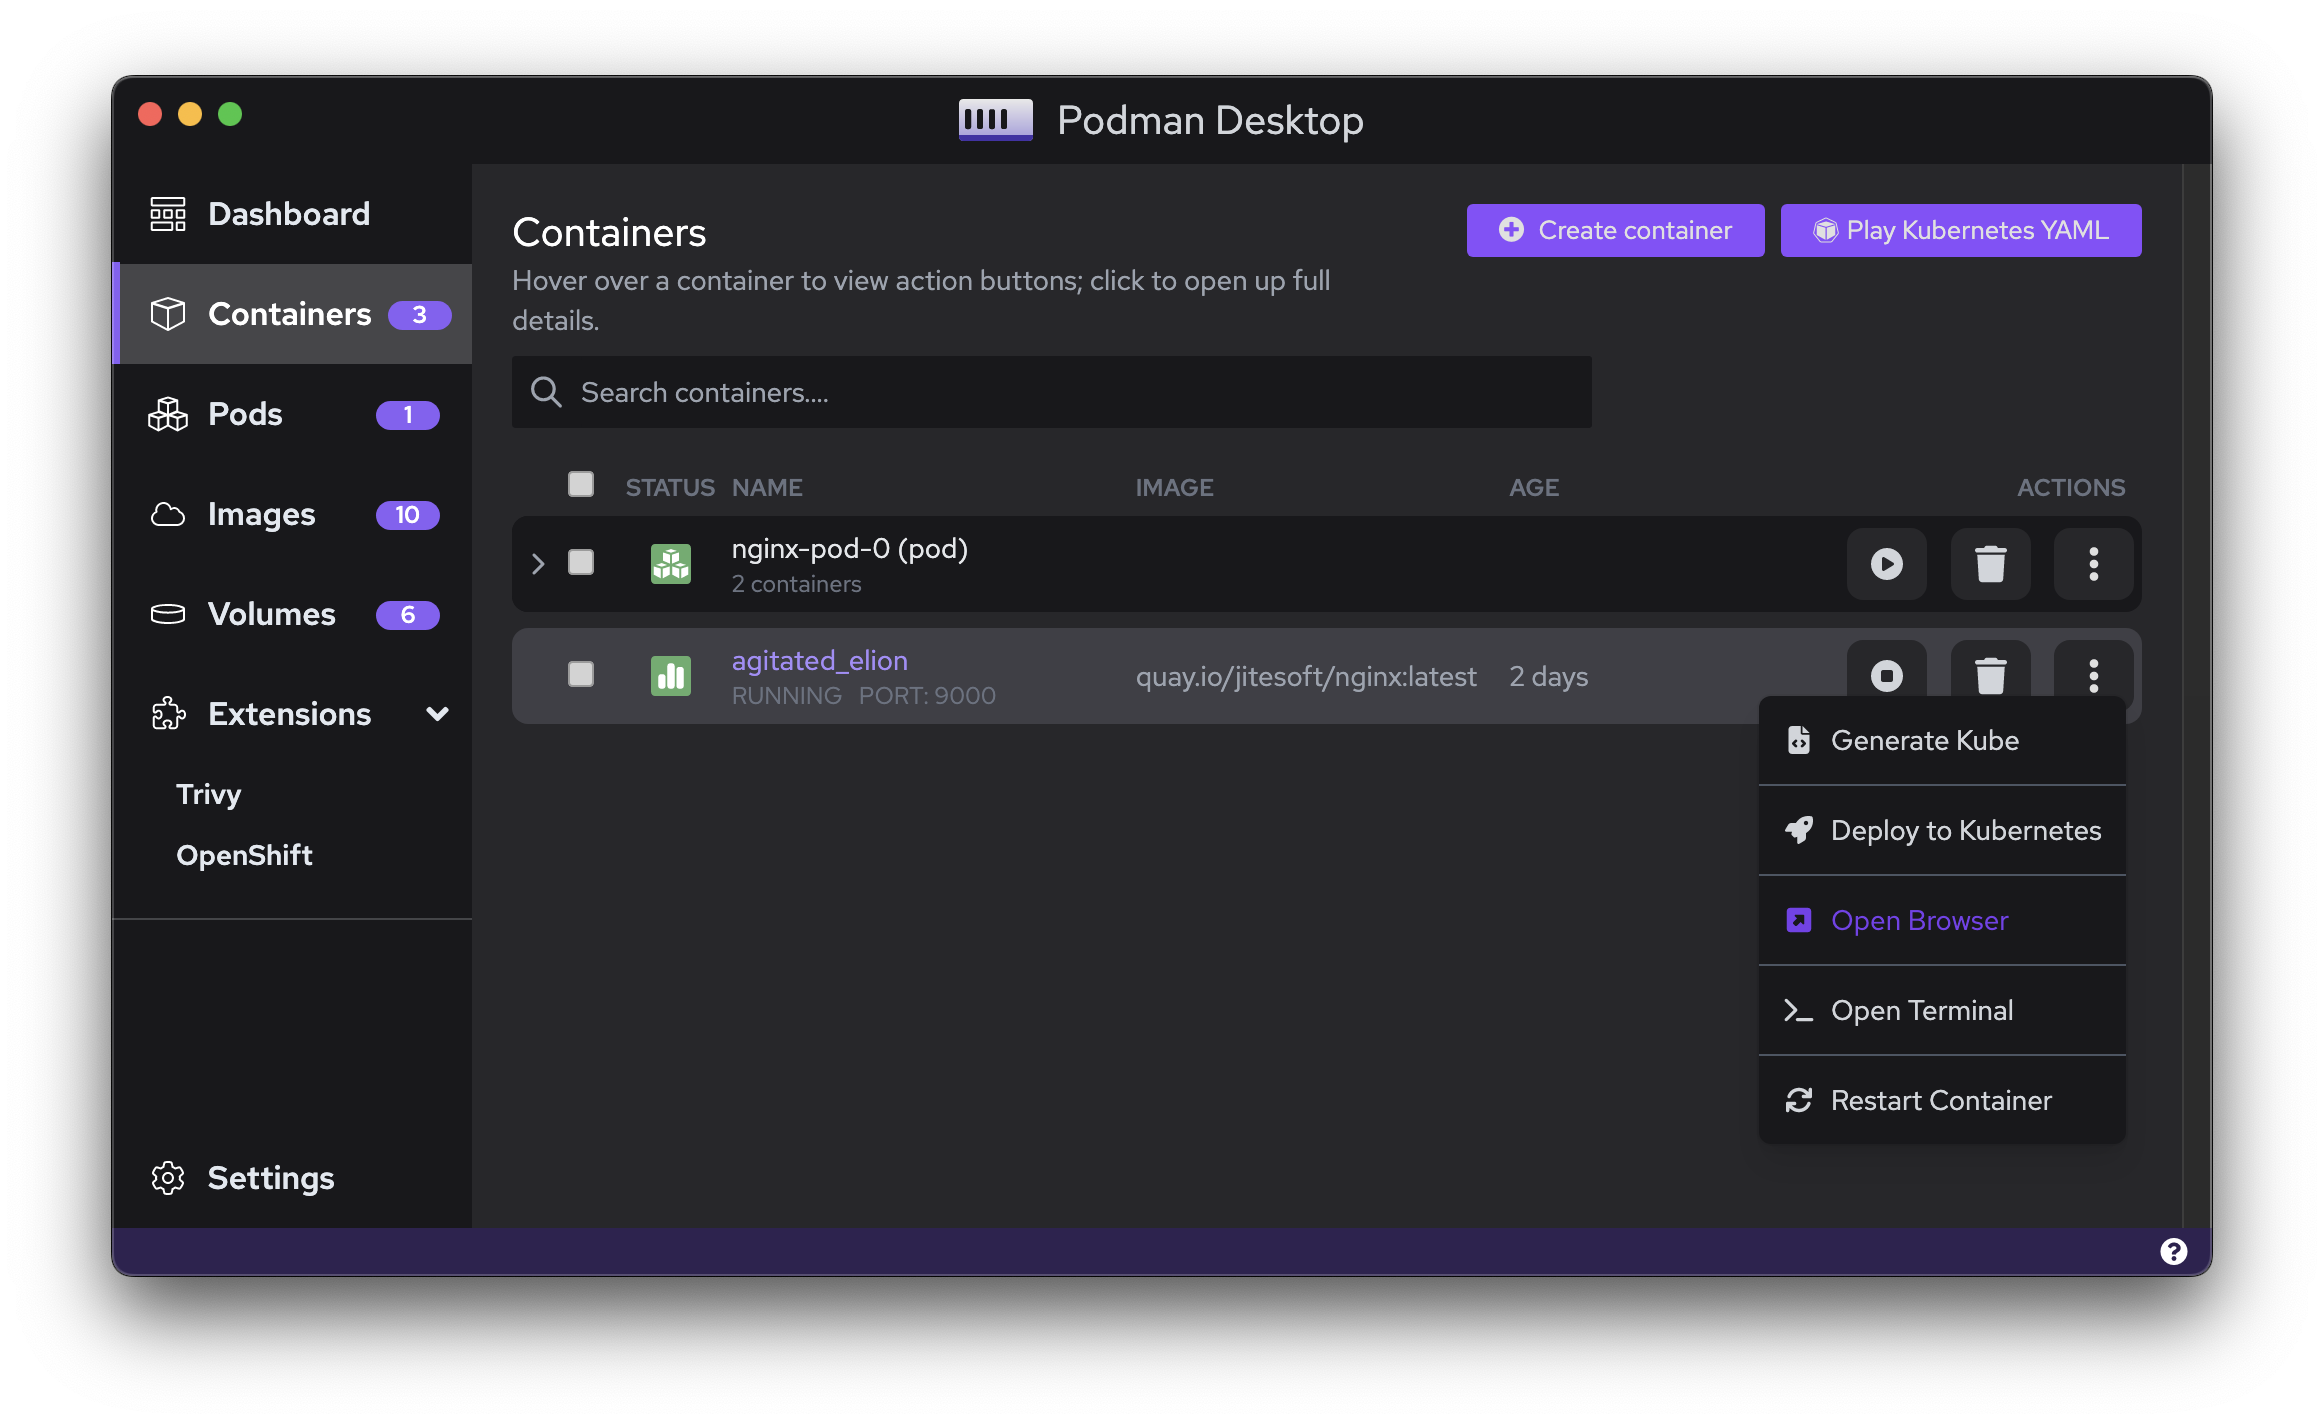 Podman Desktop
Dashboard
Containers 3
Pods 1
Images 10
Volumes 6
Extensions
Trivy
OpenShift
Settings
Containers
Hover over a container to view action buttons; click to open up full
details.
Create container
Play Kubernetes YAML
Search containers....
STATUS NAME IMAGE AGE ACTIONS
nginx-pod-0 (pod)
2 containers
agitated_elion
RUNNING PORT: 9000
quay.io/jitesoft/nginx:latest
2 days
Generate Kube
Deploy to Kubernetes
Open Browser
Open Terminal
Restart Container